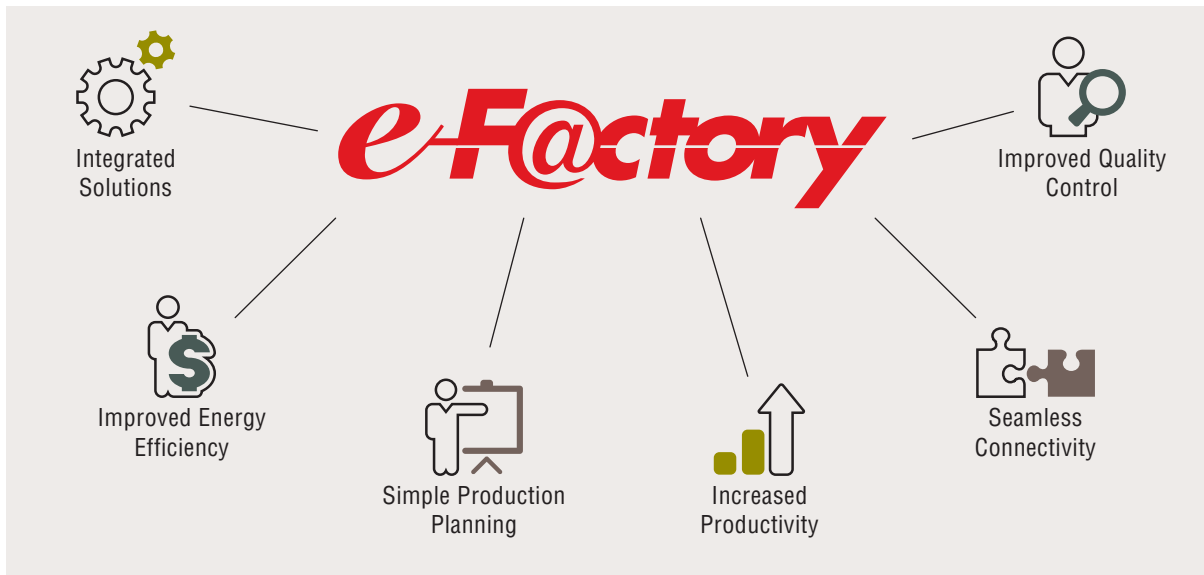 e-F@ctory
Integrated
Solutions
Improved Quality
Control
Improved Energy
Efficiency
$
Simple Production
Planning
Increased
Productivity
Seamless
Connectivity